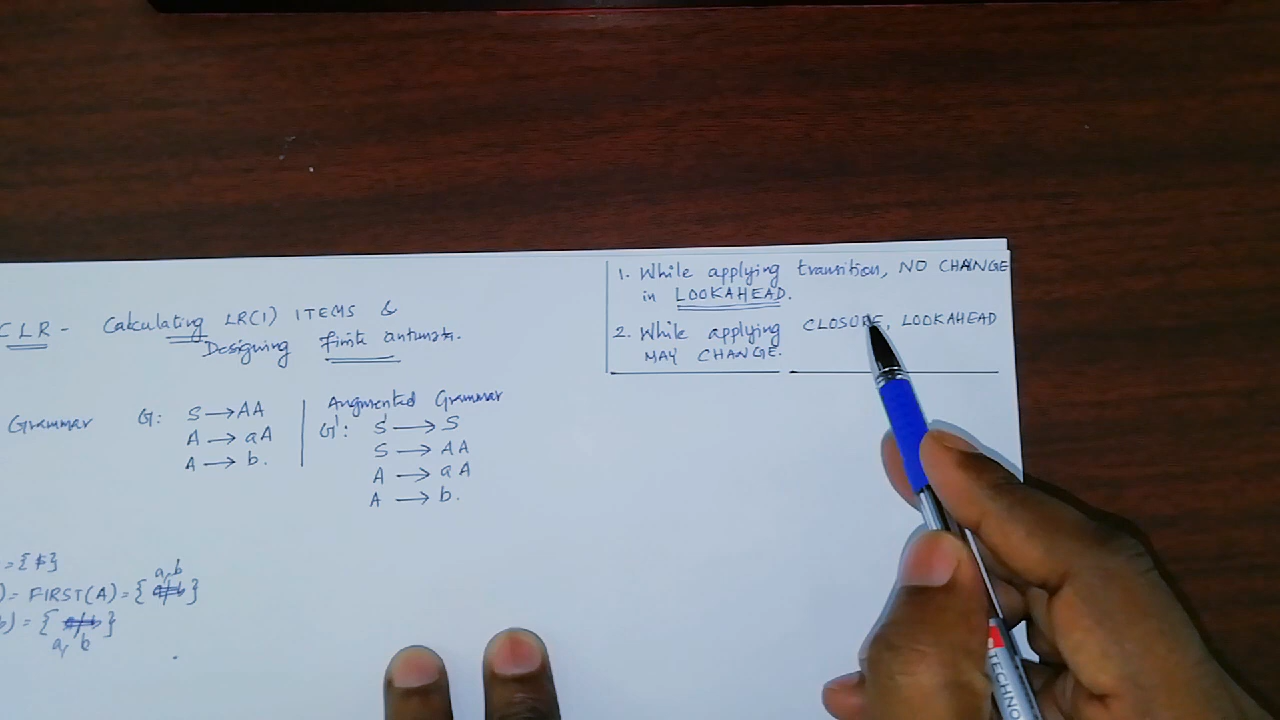 CLR - Calculating LR(1) ITEMS &
Designing finite automata.
1. While applying transition, NO CHANGE
in LOOKAHEAD.
2. While applying CLOSURE, LOOKAHEAD
MAY CHANGE.
Grammar G: S → AA
A → aA
A → b.
Augmented Grammar
G': S' → S
S → AA
A → aA
A → b.
= {$}
) = FIRST(A) = { a, b }
b) = { a, b }
TECHNO